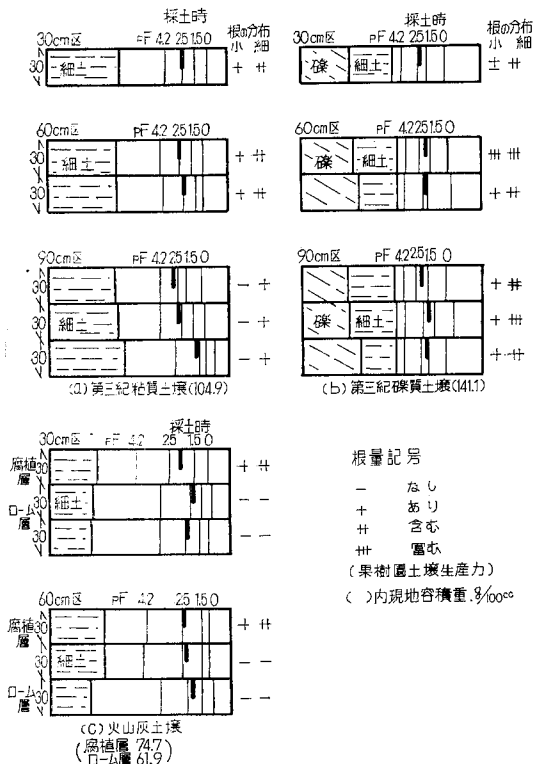 採土時
30cm区 PF 4.2 2.5 1.5 0
根の分布
小 細
30 細土 + ++
60cm区 PF 4.2 2.5 1.5 0
30 細土 + ++
30 + ++
90cm区 PF 4.2 2.5 1.5 0
30 - +
30 細土 - +
30 - +
(a) 第三紀粘質土壌(104.9)
採土時
30cm区 PF 4.2 2.5 1.5 0
根の分布
小 細
礫 細土 ± ++
60cm区 PF 4.2 2.5 1.5 0
礫 細土 +++ +++
+ ++
90cm区 PF 4.2 2.5 1.5 0
+
礫 細土 + +++
(b) 第三紀礫質土壌(141.1)
採土時
30cm区 PF 4.2 2.5 1.5 0
腐植層 30 + ++
ローム層 30 細土 - -
30 - -
60cm区 PF 4.2 2.5 1.5 0
腐植層 30 + ++
30 細土 - -
ローム層 30 - -
(C) 火山灰土壌
(腐植層 74.7
ローム層 61.9)
根量記号
- なし
+ あり
++ 含む
+++ 富む
(果樹園土壌生産力)
( )内現地容積重.g/100cc